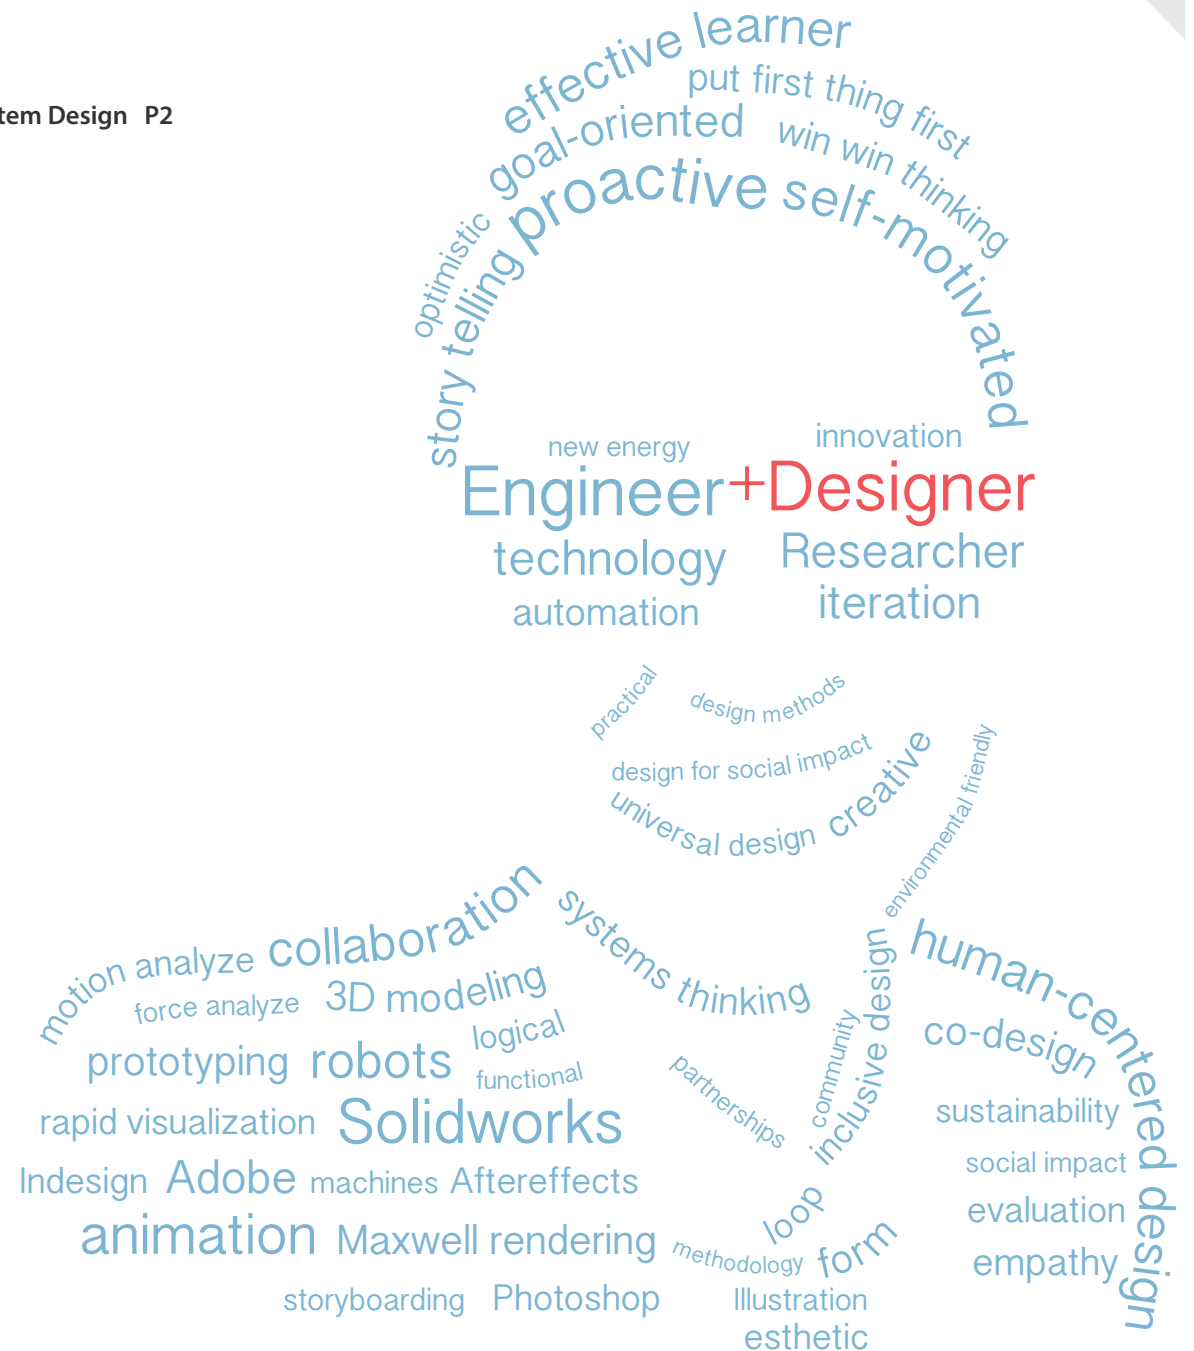 tem Design P2
effective learner
put first thing first
goal-oriented
win win thinking
proactive self-motivated
optimistic
story telling
new energy
innovation
Engineer+Designer
technology
Researcher
automation
iteration
practical
design methods
design for social impact
universal design creative
environmental friendly
motion analyze collaboration
systems thinking
human-centered design
force analyze 3D modeling
logical
inclusive design
community
co-design
prototyping robots
functional
partnerships
rapid visualization Solidworks
sustainability
Indesign Adobe machines Aftereffects
social impact
loop
evaluation
animation Maxwell rendering
methodology form
empathy
storyboarding Photoshop
Illustration
esthetic